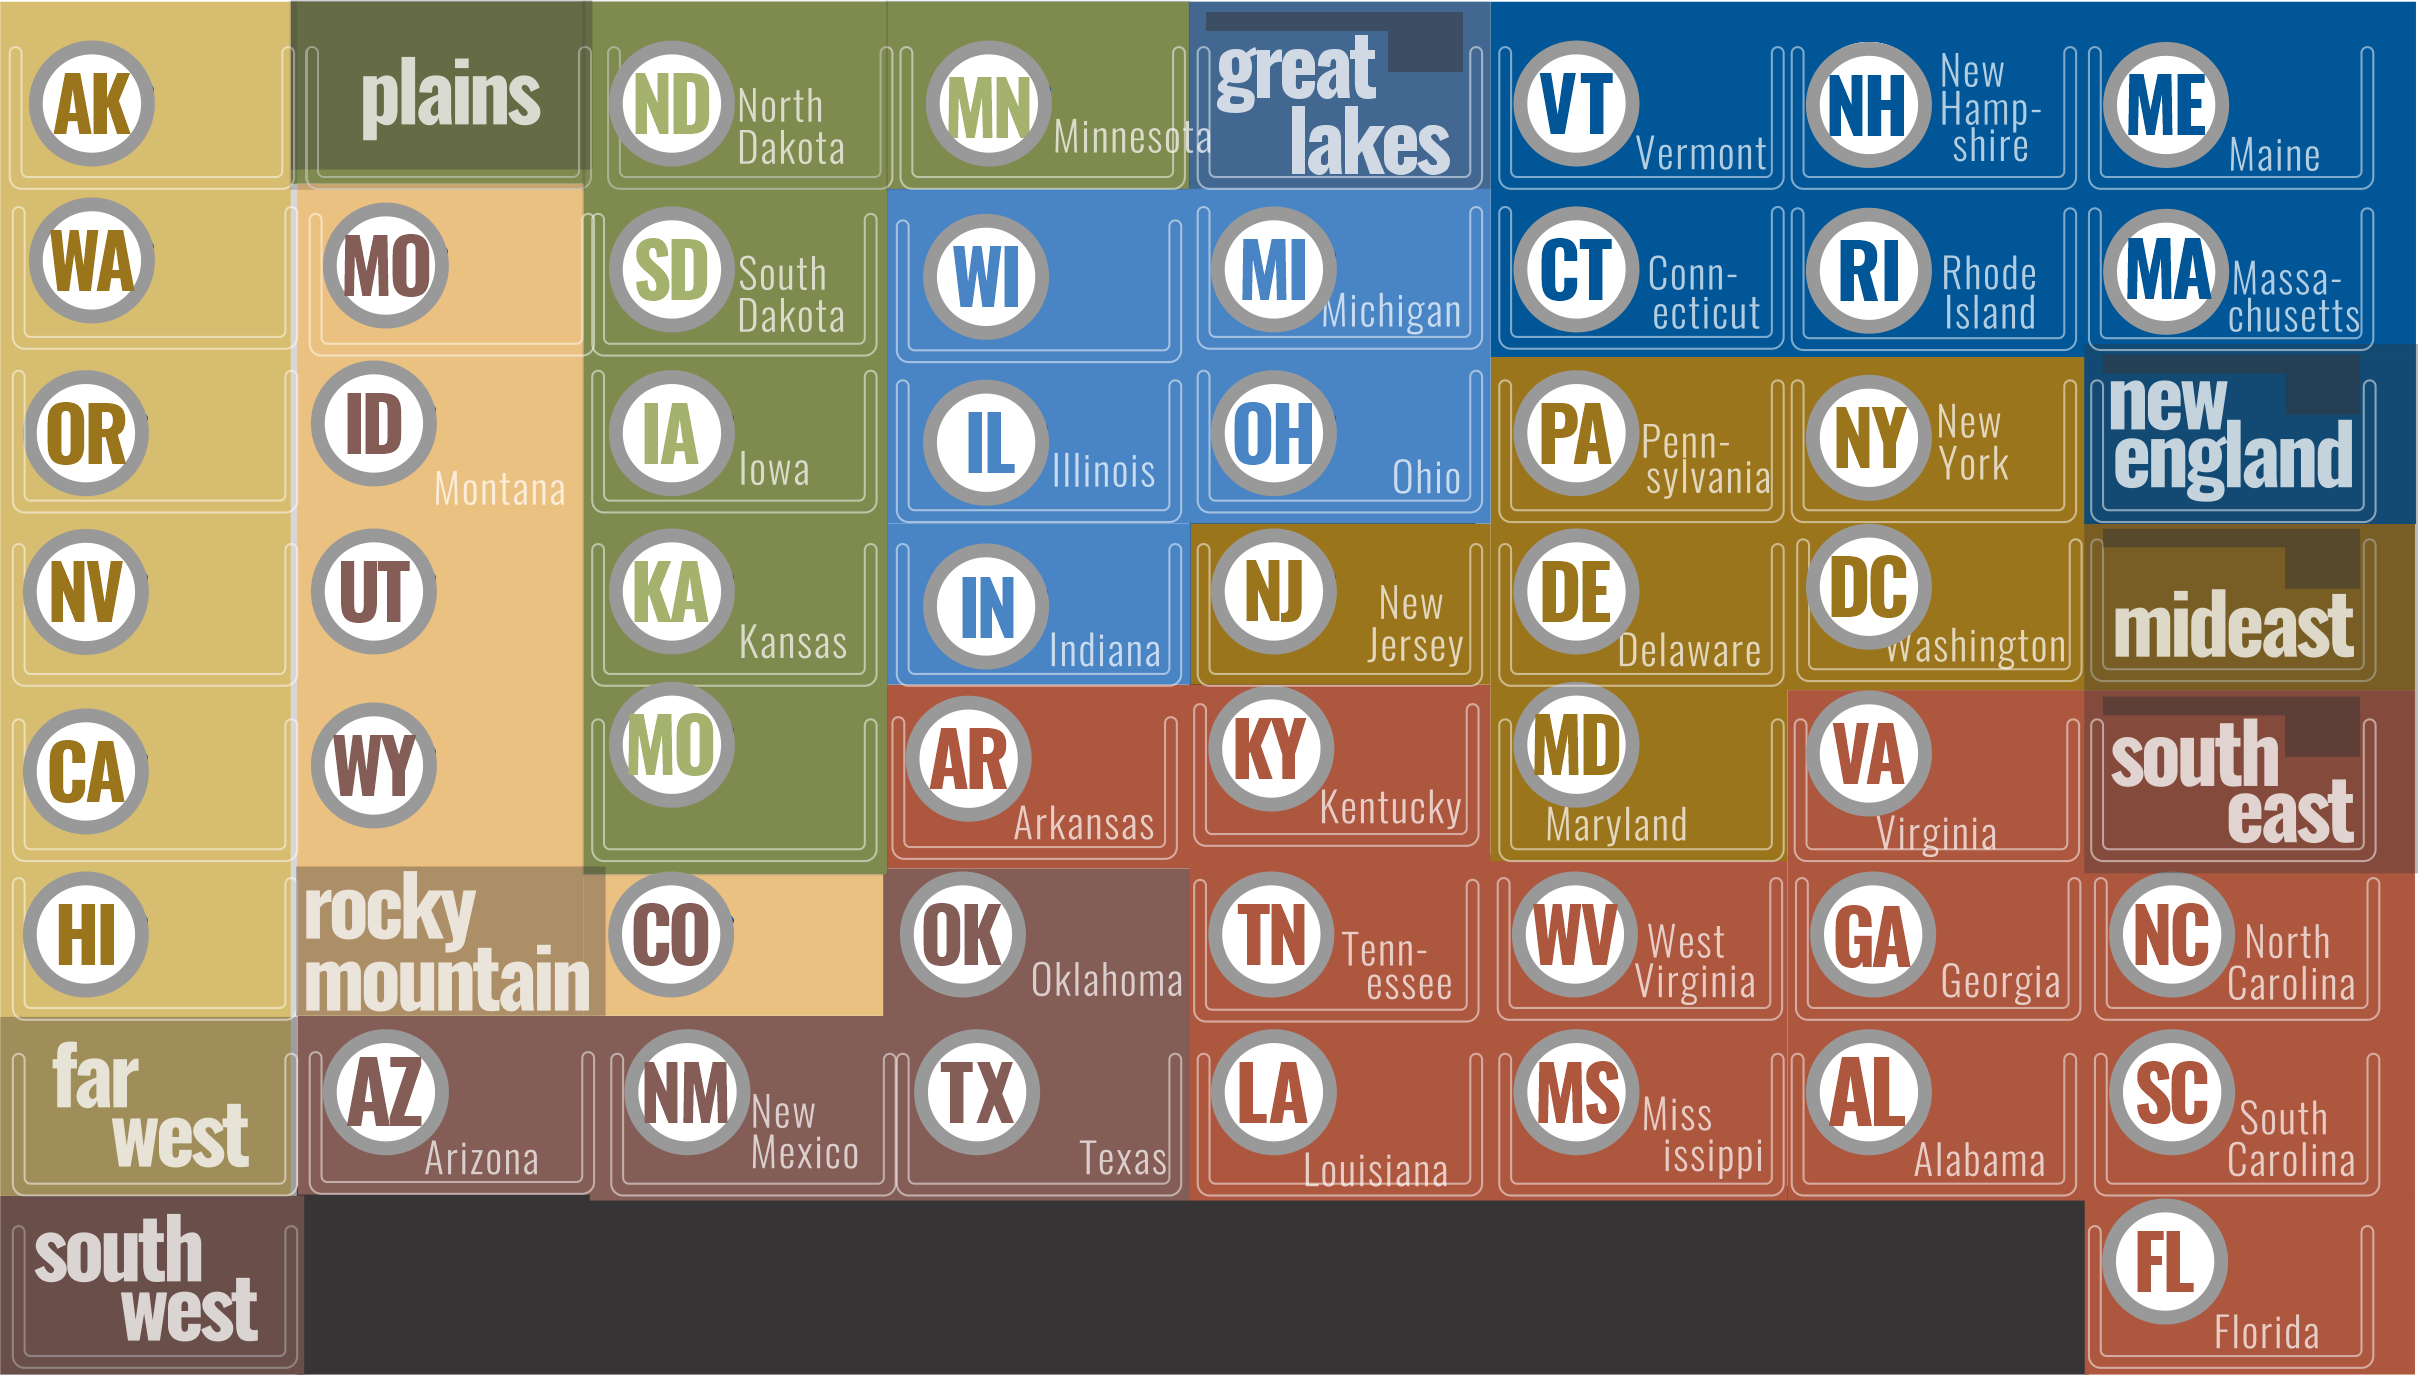 AK
plains
ND
North
Dakota
MN
Minnesota
great
lakes
VT
Vermont
NH
New
Hamp-
shire
ME
Maine
WA
MO
SD
South
Dakota
WI
MI
Michigan
CT
Conn-
ecticut
RI
Rhode
Island
MA
Massa-
chusetts
OR
ID
Montana
IA
Iowa
IL
Illinois
OH
Ohio
PA
Penn-
sylvania
NY
New
York
new
england
NV
UT
KA
Kansas
IN
Indiana
NJ
New
Jersey
DE
Delaware
DC
Washington
mideast
CA
WY
MO
AR
Arkansas
KY
Kentucky
MD
Maryland
VA
Virginia
south
east
HI
rocky
mountain
CO
OK
Oklahoma
TN
Tenn-
essee
WV
West
Virginia
GA
Georgia
NC
North
Carolina
far
west
AZ
Arizona
NM
New
Mexico
TX
Texas
LA
Louisiana
MS
Miss
issippi
AL
Alabama
SC
South
Carolina
south
west
FL
Florida